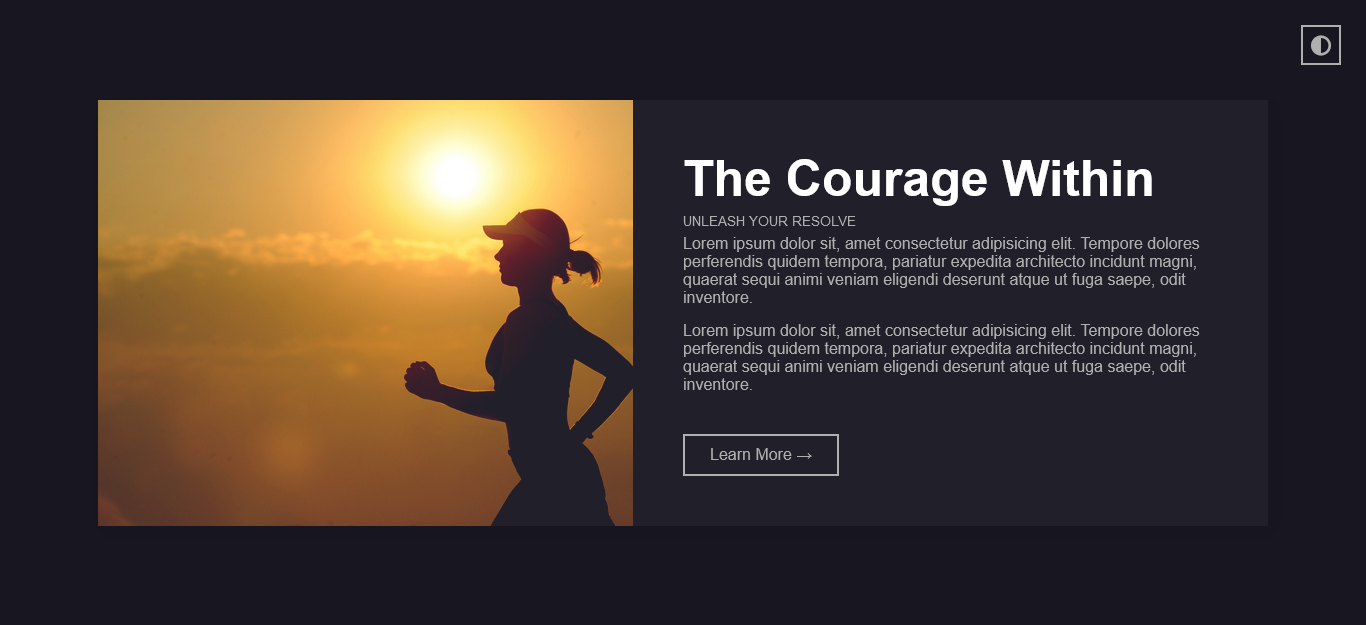 The Courage Within
UNLEASH YOUR RESOLVE
Lorem ipsum dolor sit, amet consectetur adipisicing elit. Tempore dolores
perferendis quidem tempora, pariatur expedita architecto incidunt magni,
quaerat sequi animi veniam eligendi deserunt atque ut fuga saepe, odit
inventore.
Lorem ipsum dolor sit, amet consectetur adipisicing elit. Tempore dolores
perferendis quidem tempora, pariatur expedita architecto incidunt magni,
quaerat sequi animi veniam eligendi deserunt atque ut fuga saepe, odit
inventore.
Learn More →